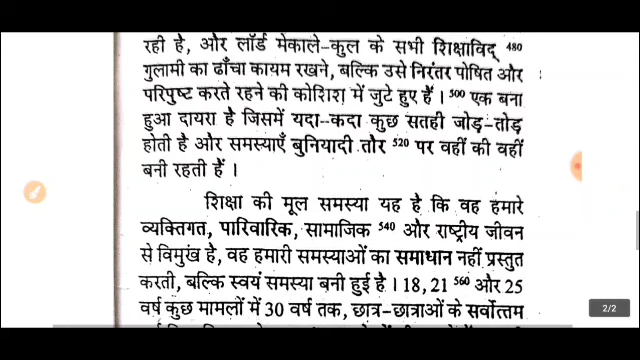 रही है, और लॉर्ड मेकाले-कुल के सभी शिक्षाविद् 480
गुलामी का ढाँचा कायम रखने, बल्कि उसे निरंतर पोषित और
परिपुष्ट करते रहने की कोशिश में जुटे हुए हैं। 500 एक बना
हुआ दायरा है जिसमें यदा-कदा कुछ सतही जोड़-तोड़
होती है और समस्याएँ बुनियादी तौर 520 पर वहीं की वहीं
बनी रहती हैं।
शिक्षा की मूल समस्या यह है कि वह हमारे
व्यक्तिगत, पारिवारिक, सामाजिक 540 और राष्ट्रीय जीवन
से विमुख है, वह हमारी समस्याओं का समाधान नहीं प्रस्तुत
करती, बल्कि स्वयं समस्या बनी हुई है। 18, 21 560 और 25
वर्ष कुछ मामलों में 30 वर्ष तक, छात्र-छात्राओं के सर्वोत्तम
2/2